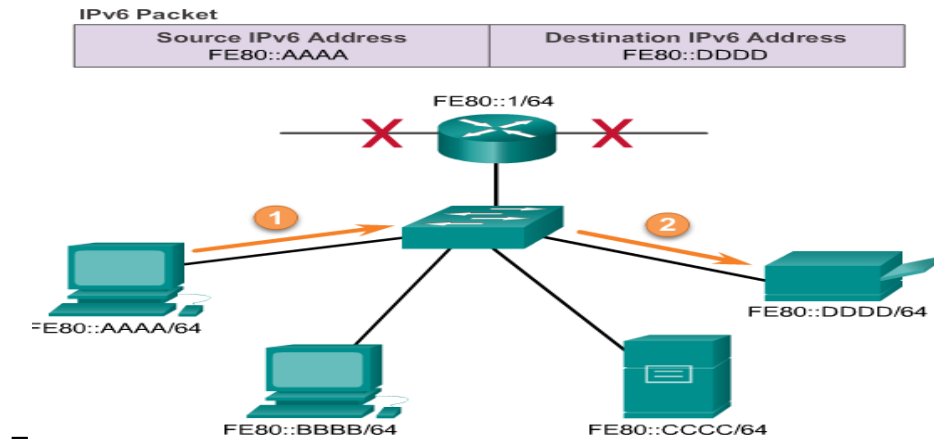 IPv6 Packet
Source IPv6 Address
FE80::AAAA
Destination IPv6 Address
FE80::DDDD
FE80::1/64
1
2
FE80::AAAA/64
FE80::DDDD/64
FE80::BBBB/64
FE80::CCCC/64